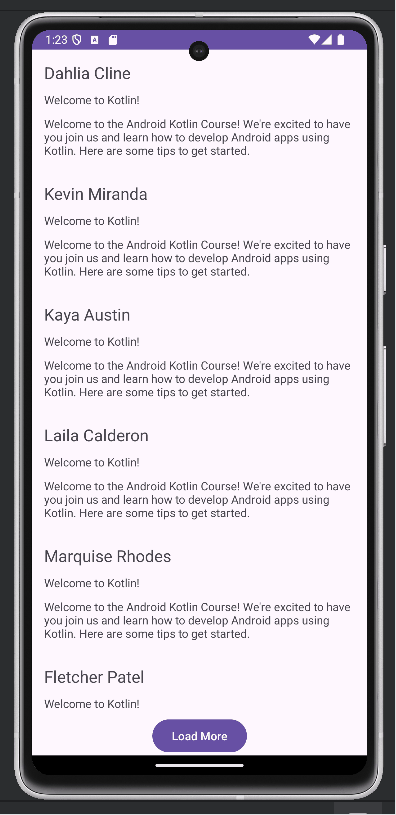 1:23
Dahlia Cline
Welcome to Kotlin!
Welcome to the Android Kotlin Course! We're excited to have
you join us and learn how to develop Android apps using
Kotlin. Here are some tips to get started.
Kevin Miranda
Welcome to Kotlin!
Welcome to the Android Kotlin Course! We're excited to have
you join us and learn how to develop Android apps using
Kotlin. Here are some tips to get started.
Kaya Austin
Welcome to Kotlin!
Welcome to the Android Kotlin Course! We're excited to have
you join us and learn how to develop Android apps using
Kotlin. Here are some tips to get started.
Laila Calderon
Welcome to Kotlin!
Welcome to the Android Kotlin Course! We're excited to have
you join us and learn how to develop Android apps using
Kotlin. Here are some tips to get started.
Marquise Rhodes
Welcome to Kotlin!
Welcome to the Android Kotlin Course! We're excited to have
you join us and learn how to develop Android apps using
Kotlin. Here are some tips to get started.
Fletcher Patel
Welcome to Kotlin!
Load More